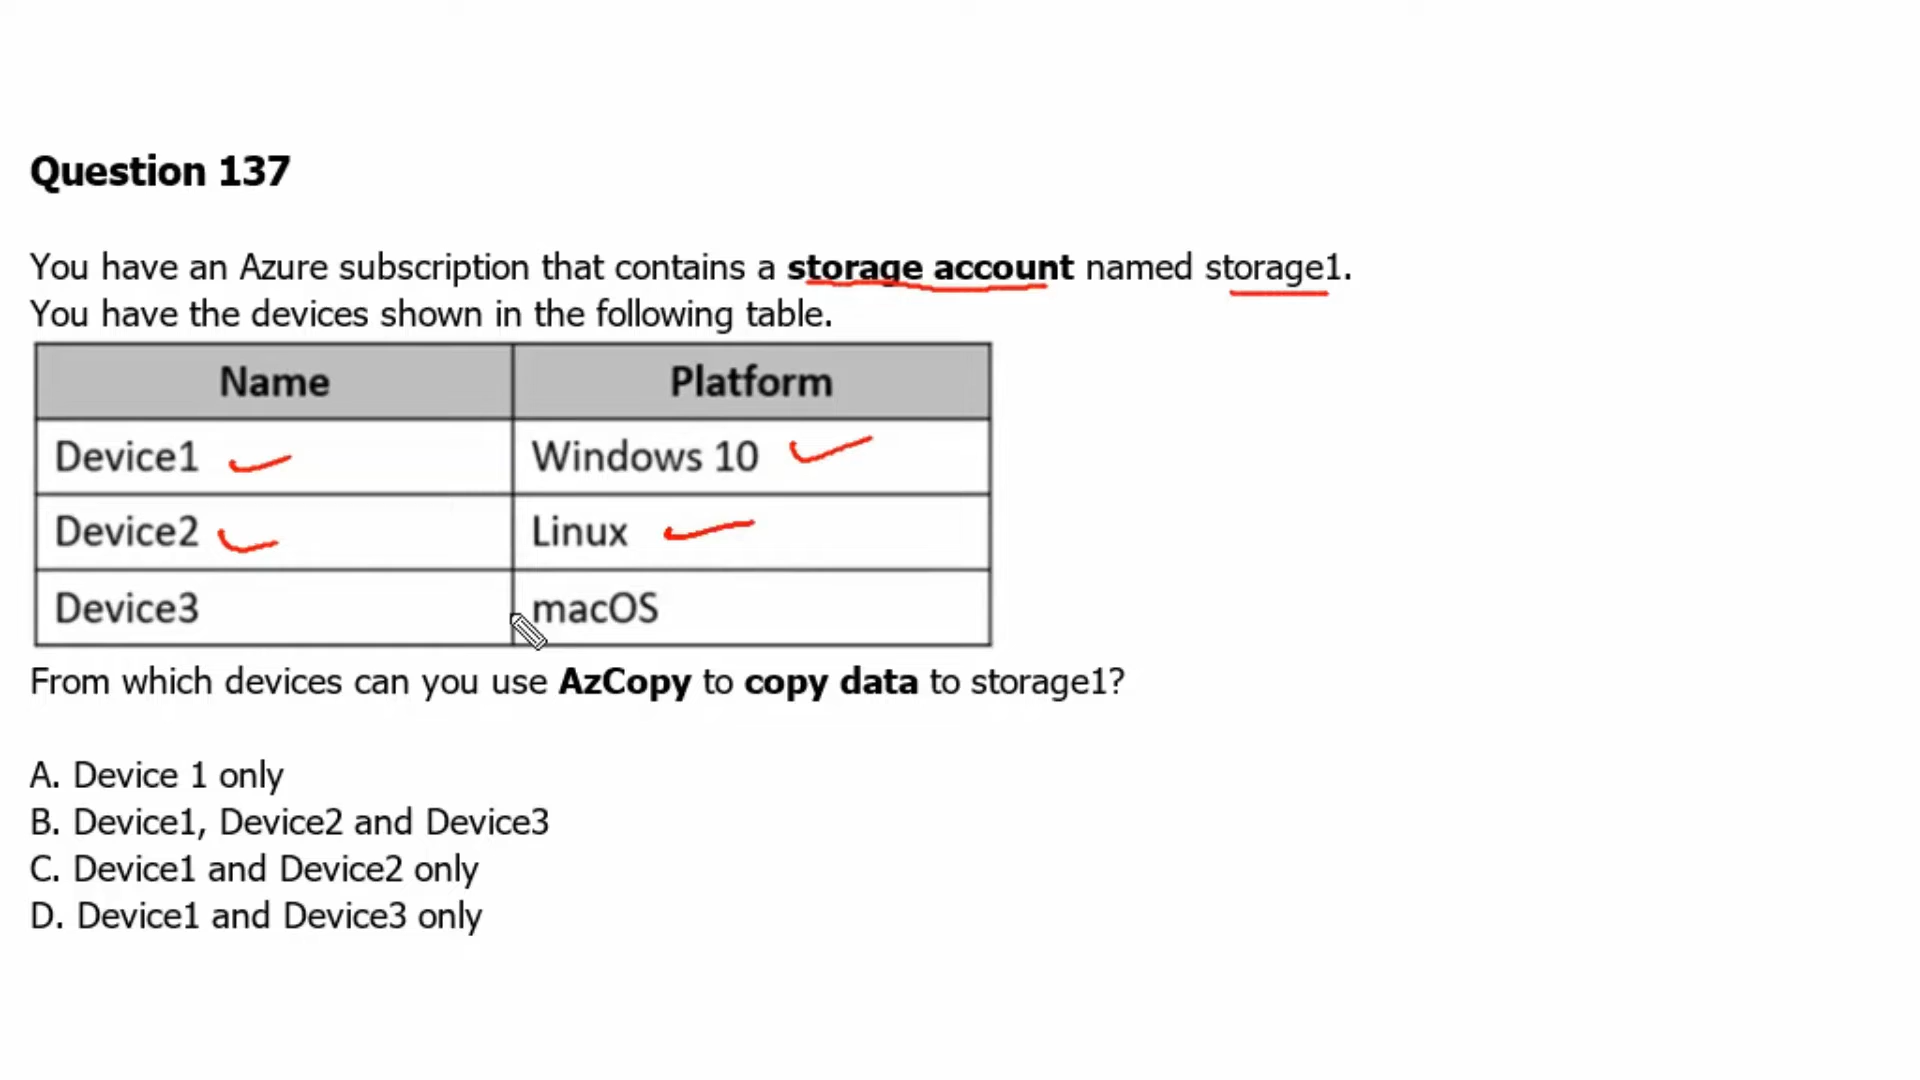 Question 137
You have an Azure subscription that contains a storage account named storage1.
You have the devices shown in the following table.
Name Platform
Device1 Windows 10
Device2 Linux
Device3 macOS
From which devices can you use AzCopy to copy data to storage1?
A. Device 1 only
B. Device1, Device2 and Device3
C. Device1 and Device2 only
D. Device1 and Device3 only